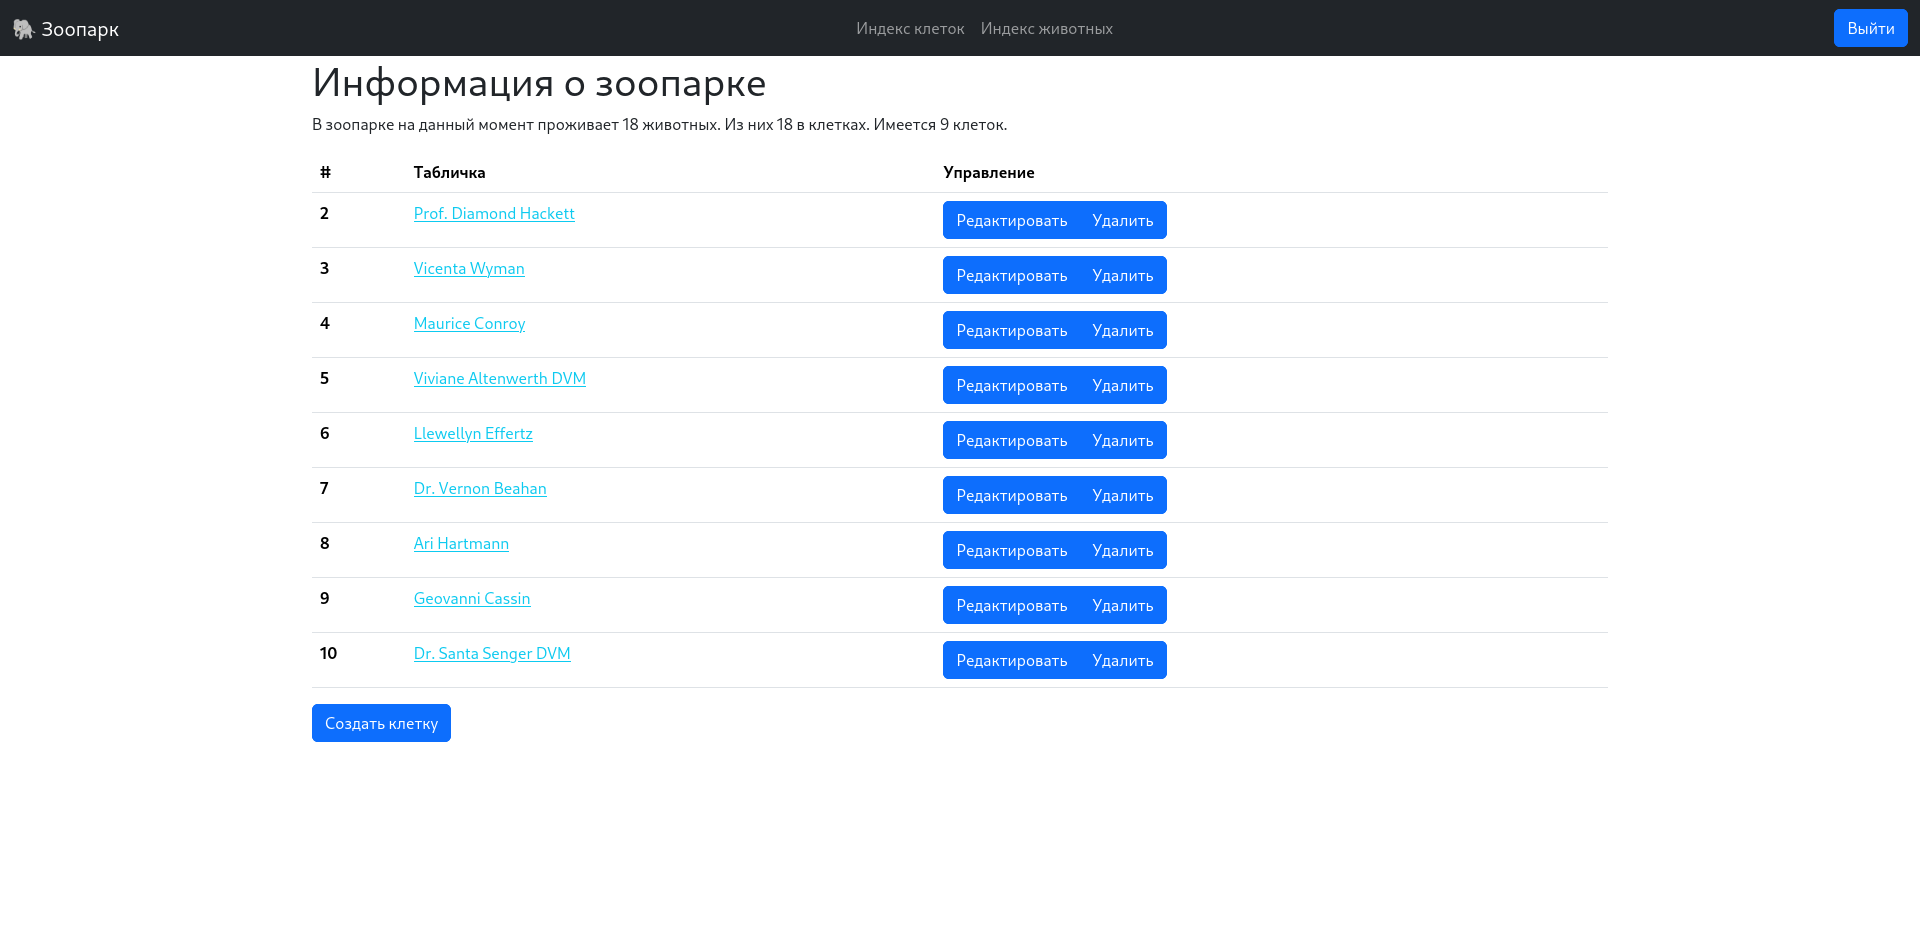 Зоопарк Индекс клеток Индекс животных Выйти
Информация о зоопарке
В зоопарке на данный момент проживает 18 животных. Из них 18 в клетках. Имеется 9 клеток.
# Табличка Управление
2 Prof. Diamond Hackett Редактировать Удалить
3 Vicenta Wyman Редактировать Удалить
4 Maurice Conroy Редактировать Удалить
5 Viviane Altenwerth DVM Редактировать Удалить
6 Llewellyn Effertz Редактировать Удалить
7 Dr. Vernon Beahan Редактировать Удалить
8 Ari Hartmann Редактировать Удалить
9 Geovanni Cassin Редактировать Удалить
10 Dr. Santa Senger DVM Редактировать Удалить
Создать клетку